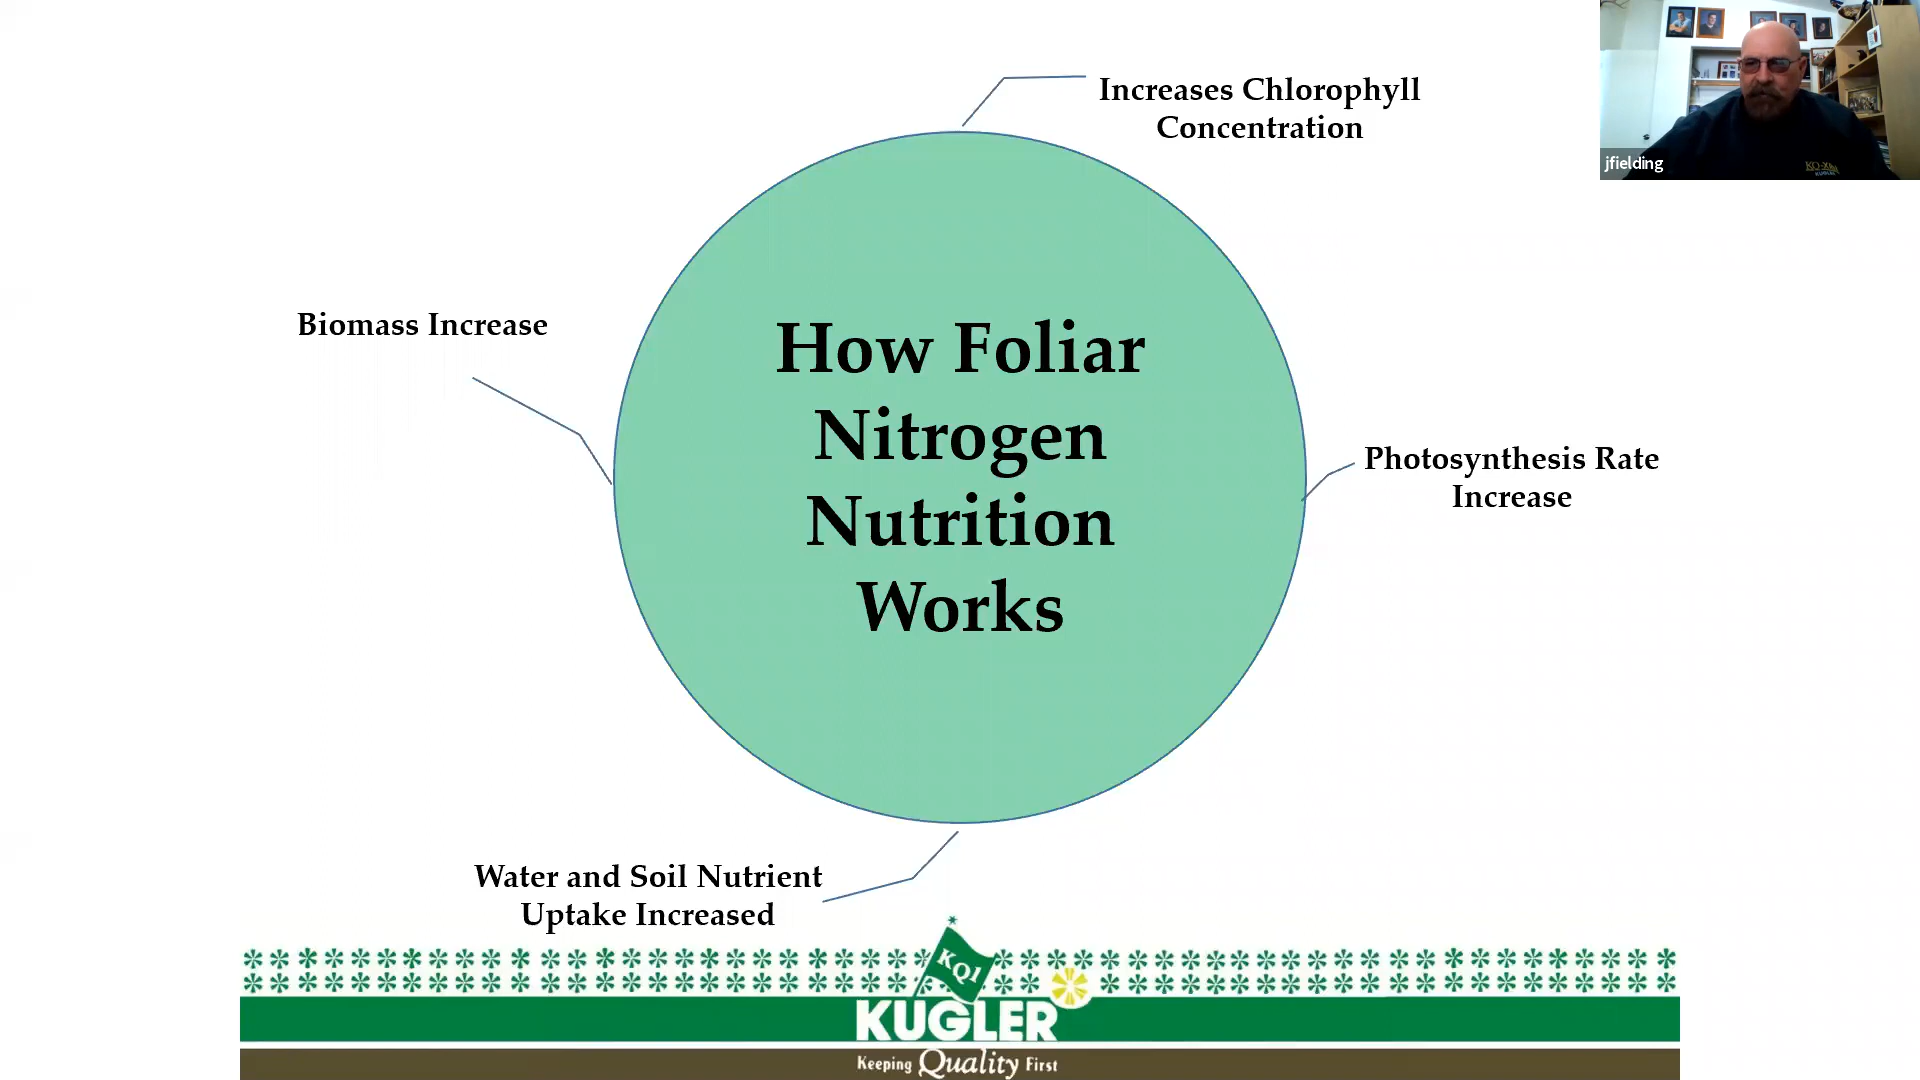 Increases Chlorophyll
Concentration
jfielding
Biomass Increase
How Foliar
Nitrogen
Nutrition
Works
Photosynthesis Rate
Increase
Water and Soil Nutrient
Uptake Increased
KQ1
KUGLER
Keeping Quality First